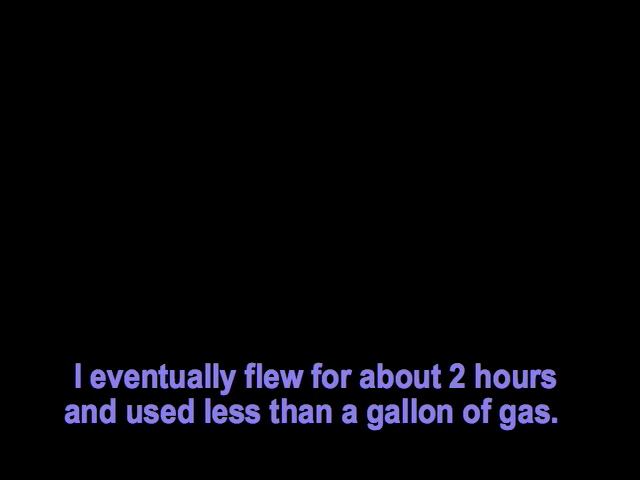 I eventually flew for about 2 hours
and used less than a gallon of gas.